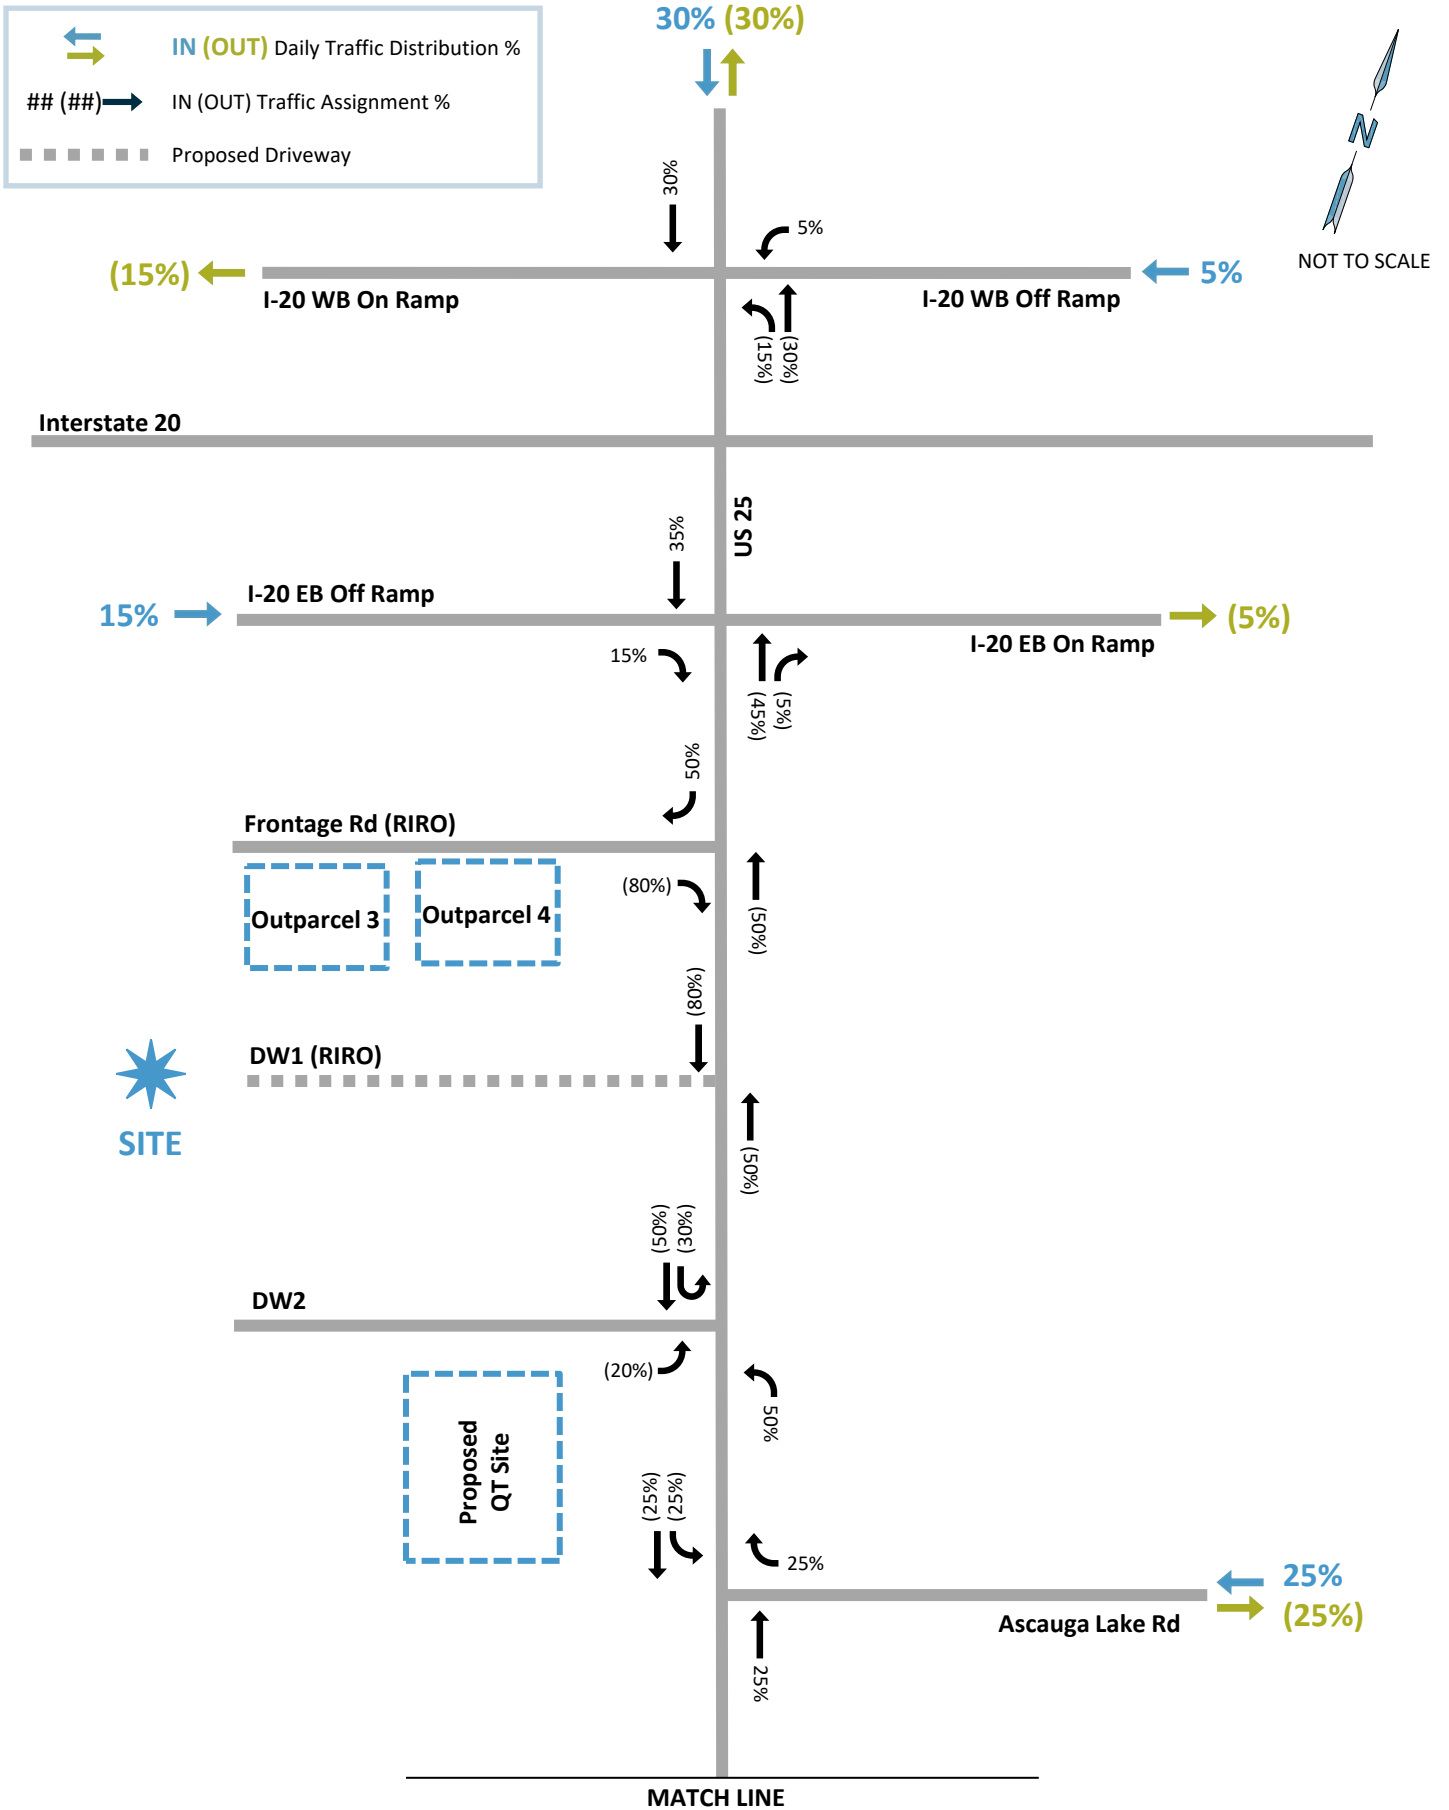 30% (30%)
IN (OUT) Daily Traffic Distribution %
## (##) IN (OUT) Traffic Assignment %
Proposed Driveway
N
NOT TO SCALE
30%
5%
(15%)
5%
I-20 WB On Ramp
I-20 WB Off Ramp
(15%)
(30%)
Interstate 20
US 25
35%
I-20 EB Off Ramp
15%
(5%)
I-20 EB On Ramp
15%
(45%)
(5%)
50%
Frontage Rd (RIRO)
(80%)
Outparcel 3
Outparcel 4
(50%)
(80%)
DW1 (RIRO)
SITE
(50%)
(50%)
(30%)
DW2
(20%)
50%
Proposed
QT Site
(25%)
(25%)
25%
25%
(25%)
Ascauga Lake Rd
25%
MATCH LINE